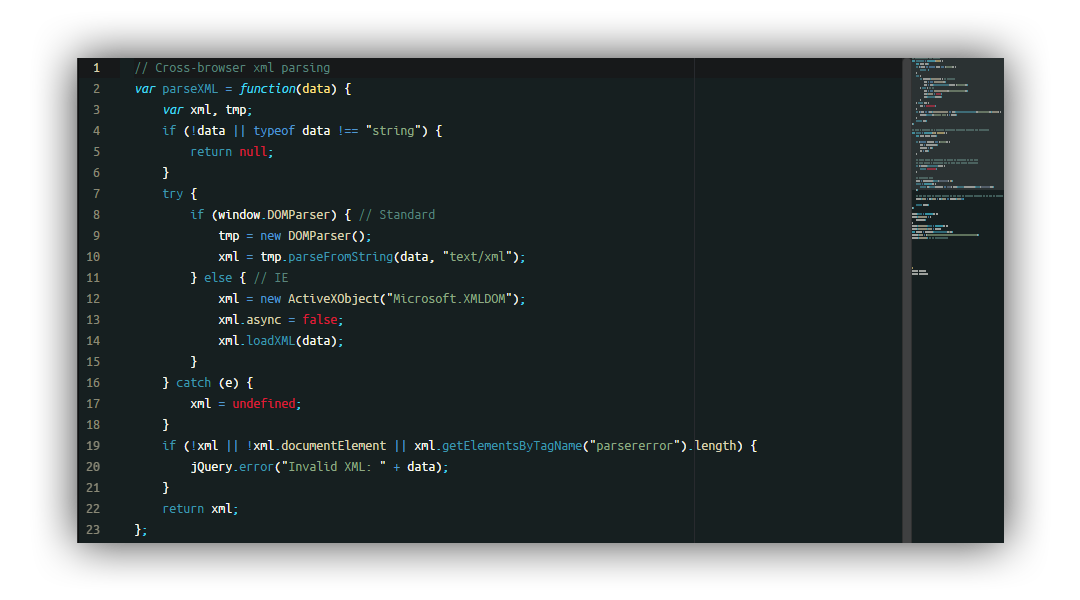 1 // Cross-browser xml parsing
2 var parseXML = function(data) {
3 var xml, tmp;
4 if (!data || typeof data !== "string") {
5 return null;
6 }
7 try {
8 if (window.DOMParser) { // Standard
9 tmp = new DOMParser();
10 xml = tmp.parseFromString(data, "text/xml");
11 } else { // IE
12 xml = new ActiveXObject("Microsoft.XMLDOM");
13 xml.async = false;
14 xml.loadXML(data);
15 }
16 } catch (e) {
17 xml = undefined;
18 }
19 if (!xml || !xml.documentElement || xml.getElementsByTagName("parsererror").length) {
20 jQuery.error("Invalid XML: " + data);
21 }
22 return xml;
23 };